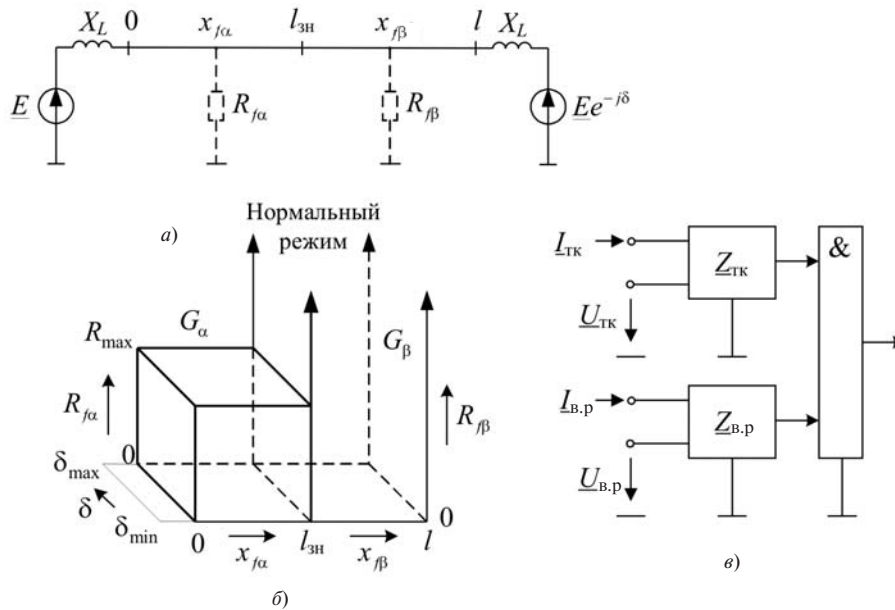 X_L 0 x_fα l_зн x_fβ l X_L
E R_fα R_fβ Ee^−jδ
а)
Нормальный
режим
G_α
R_max
G_β
R_fα
R_fβ
0
δ_max
δ
δ_min
0 x_fα l_зн x_fβ l 0
б)
I_тк
Z_тк
&
U_тк
I_в.р
Z_в.р
U_в.р
в)